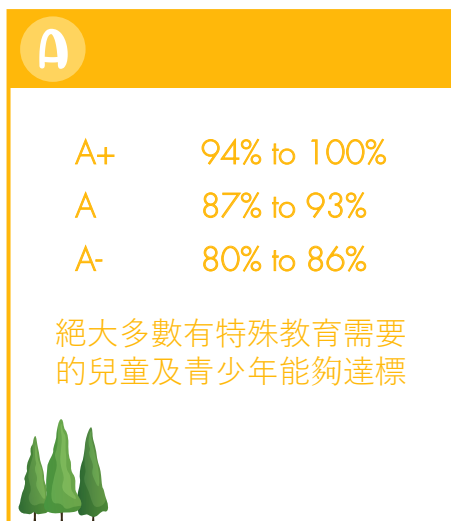 A
A+ 94% to 100%
A 87% to 93%
A- 80% to 86%
絕大多數有特殊教育需要
的兒童及青少年能夠達標